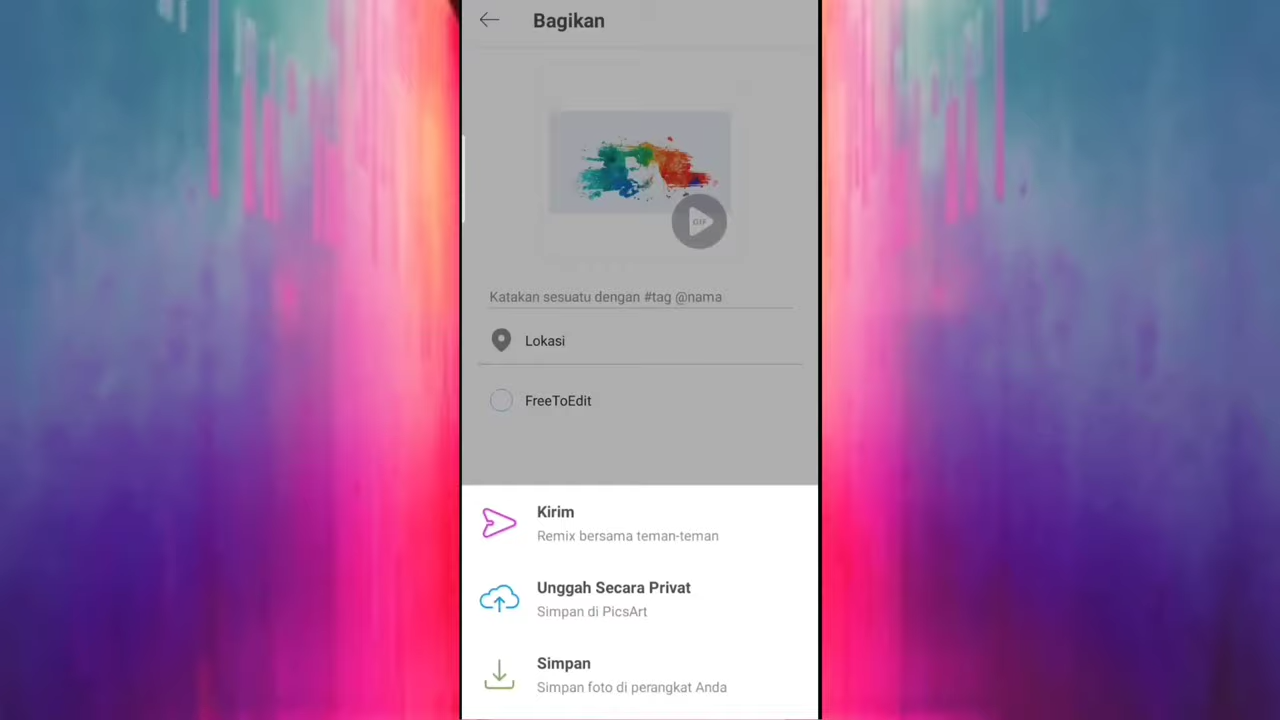 Bagikan
GIF
Katakan sesuatu dengan #tag @nama
Lokasi
FreeToEdit
Kirim
Remix bersama teman-teman
Unggah Secara Privat
Simpan di PicsArt
Simpan
Simpan foto di perangkat Anda